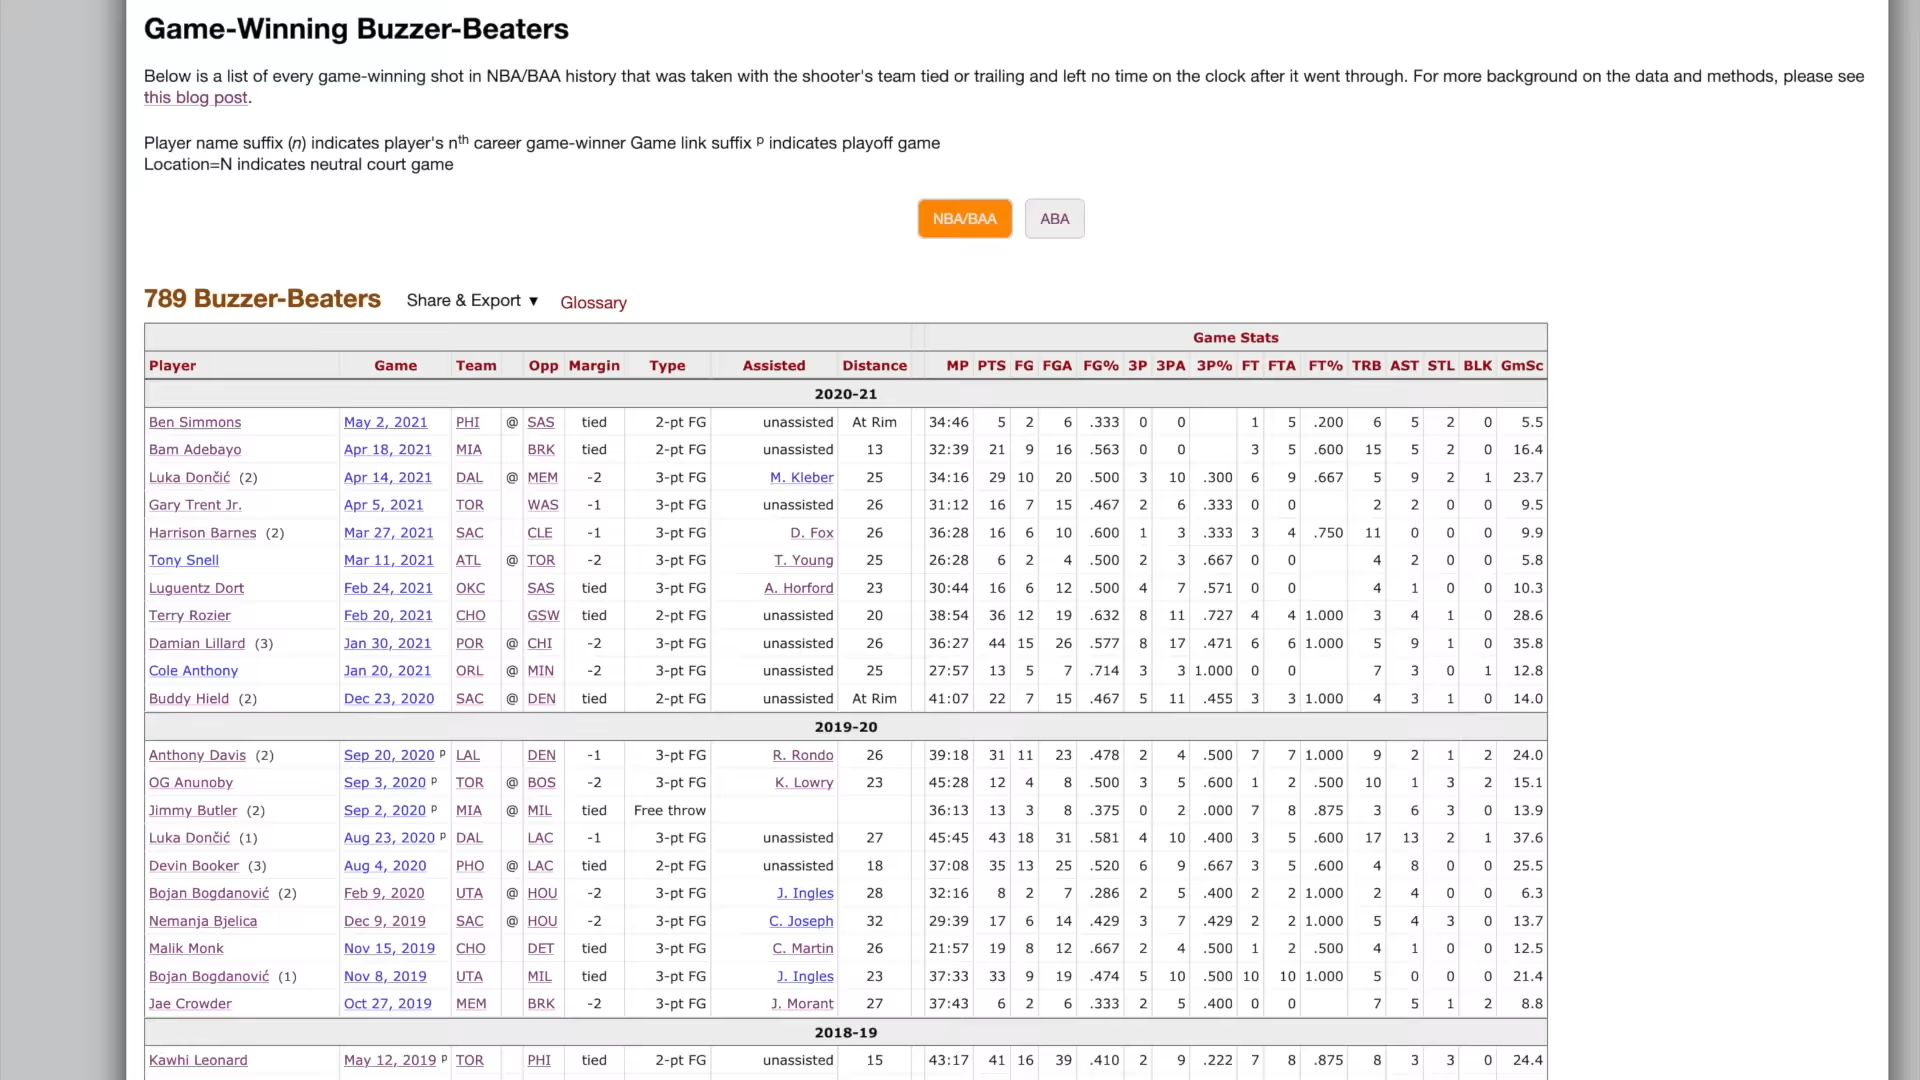 Game-Winning Buzzer-Beaters
Below is a list of every game-winning shot in NBA/BAA history that was taken with the shooter's team tied or trailing and left no time on the clock after it went through. For more background on the data and methods, please see
this blog post.
Player name suffix (n) indicates player's nth career game-winner Game link suffix p indicates playoff game
Location=N indicates neutral court game
NBA/BAA ABA
789 Buzzer-Beaters Share & Export ▼ Glossary
Game Stats
Player Game Team Opp Margin Type Assisted Distance MP PTS FG FGA FG% 3P 3PA 3P% FT FTA FT% TRB AST STL BLK GmSc
2020-21
Ben Simmons May 2, 2021 PHI @ SAS tied 2-pt FG unassisted At Rim 34:46 5 2 6 .333 0 0 1 5 .200 6 5 2 0 5.5
Bam Adebayo Apr 18, 2021 MIA BRK tied 2-pt FG unassisted 13 32:39 21 9 16 .563 0 0 3 5 .600 15 5 2 0 16.4
Luka Dončić (2) Apr 14, 2021 DAL @ MEM -2 3-pt FG M. Kleber 25 34:16 29 10 20 .500 3 10 .300 6 9 .667 5 9 2 1 23.7
Gary Trent Jr. Apr 5, 2021 TOR WAS -1 3-pt FG unassisted 26 31:12 16 7 15 .467 2 6 .333 0 0 2 2 0 0 9.5
Harrison Barnes (2) Mar 27, 2021 SAC CLE -1 3-pt FG D. Fox 26 36:28 16 6 10 .600 1 3 .333 3 4 .750 11 0 0 0 9.9
Tony Snell Mar 11, 2021 ATL @ TOR -2 3-pt FG T. Young 25 26:28 6 2 4 .500 2 3 .667 0 0 4 2 0 0 5.8
Luguentz Dort Feb 24, 2021 OKC SAS tied 3-pt FG A. Horford 23 30:44 16 6 12 .500 4 7 .571 0 0 4 1 0 0 10.3
Terry Rozier Feb 20, 2021 CHO GSW tied 2-pt FG unassisted 20 38:54 36 12 19 .632 8 11 .727 4 4 1.000 3 4 1 0 28.6
Damian Lillard (3) Jan 30, 2021 POR @ CHI -2 3-pt FG unassisted 26 36:27 44 15 26 .577 8 17 .471 6 6 1.000 5 9 1 0 35.8
Cole Anthony Jan 20, 2021 ORL @ MIN -2 3-pt FG unassisted 25 27:57 13 5 7 .714 3 3 1.000 0 0 7 3 0 1 12.8
Buddy Hield (2) Dec 23, 2020 SAC @ DEN tied 2-pt FG unassisted At Rim 41:07 22 7 15 .467 5 11 .455 3 3 1.000 4 3 1 0 14.0
2019-20
Anthony Davis (2) Sep 20, 2020 p LAL DEN -1 3-pt FG R. Rondo 26 39:18 31 11 23 .478 2 4 .500 7 7 1.000 9 2 1 2 24.0
OG Anunoby Sep 3, 2020 p TOR @ BOS -2 3-pt FG K. Lowry 23 45:28 12 4 8 .500 3 5 .600 1 2 .500 10 1 3 2 15.1
Jimmy Butler (2) Sep 2, 2020 p MIA @ MIL tied Free throw 36:13 13 3 8 .375 0 2 .000 7 8 .875 3 6 3 0 13.9
Luka Dončić (1) Aug 23, 2020 p DAL LAC -1 3-pt FG unassisted 27 45:45 43 18 31 .581 4 10 .400 3 5 .600 17 13 2 1 37.6
Devin Booker (3) Aug 4, 2020 PHO @ LAC tied 2-pt FG unassisted 18 37:08 35 13 25 .520 6 9 .667 3 5 .600 4 8 0 0 25.5
Bojan Bogdanović (2) Feb 9, 2020 UTA @ HOU -2 3-pt FG J. Ingles 28 32:16 8 2 7 .286 2 5 .400 2 2 1.000 2 4 0 0 6.3
Nemanja Bjelica Dec 9, 2019 SAC @ HOU -2 3-pt FG C. Joseph 32 29:39 17 6 14 .429 3 7 .429 2 2 1.000 5 4 3 0 13.7
Malik Monk Nov 15, 2019 CHO DET tied 3-pt FG C. Martin 26 21:57 19 8 12 .667 2 4 .500 1 2 .500 4 1 0 0 12.5
Bojan Bogdanović (1) Nov 8, 2019 UTA MIL tied 3-pt FG J. Ingles 23 37:33 33 9 19 .474 5 10 .500 10 10 1.000 5 0 0 0 21.4
Jae Crowder Oct 27, 2019 MEM BRK -2 3-pt FG J. Morant 27 37:43 6 2 6 .333 2 5 .400 0 0 7 5 1 2 8.8
2018-19
Kawhi Leonard May 12, 2019 p TOR PHI tied 2-pt FG unassisted 15 43:17 41 16 39 .410 2 9 .222 7 8 .875 8 3 3 0 24.4